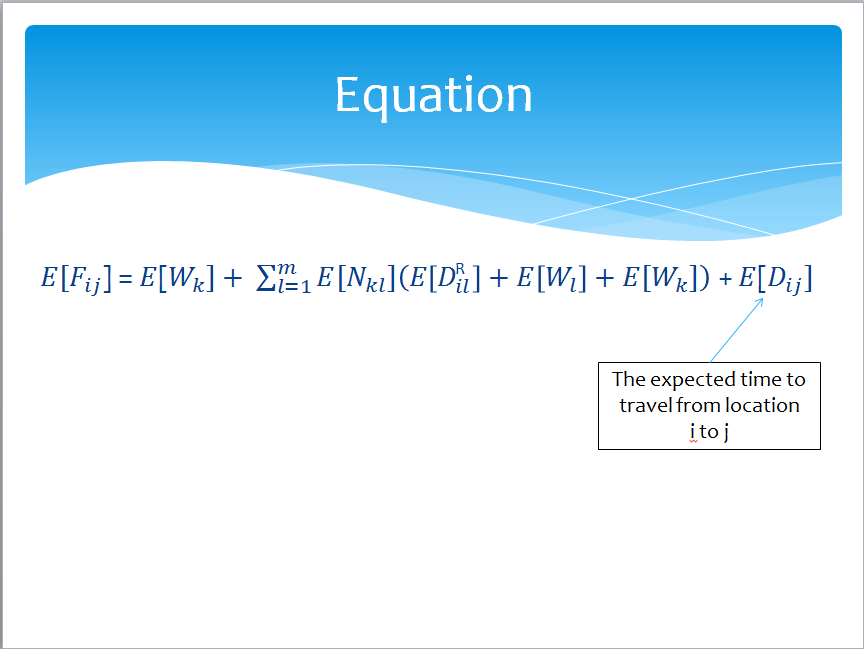 Equation
E[F_{ij}] = E[W_k] + ∑_{l=1}^{m} E[N_{kl}](E[D_{il}^{R}] + E[W_l] + E[W_k]) + E[D_{ij}]
The expected time to
travel from location
i to j